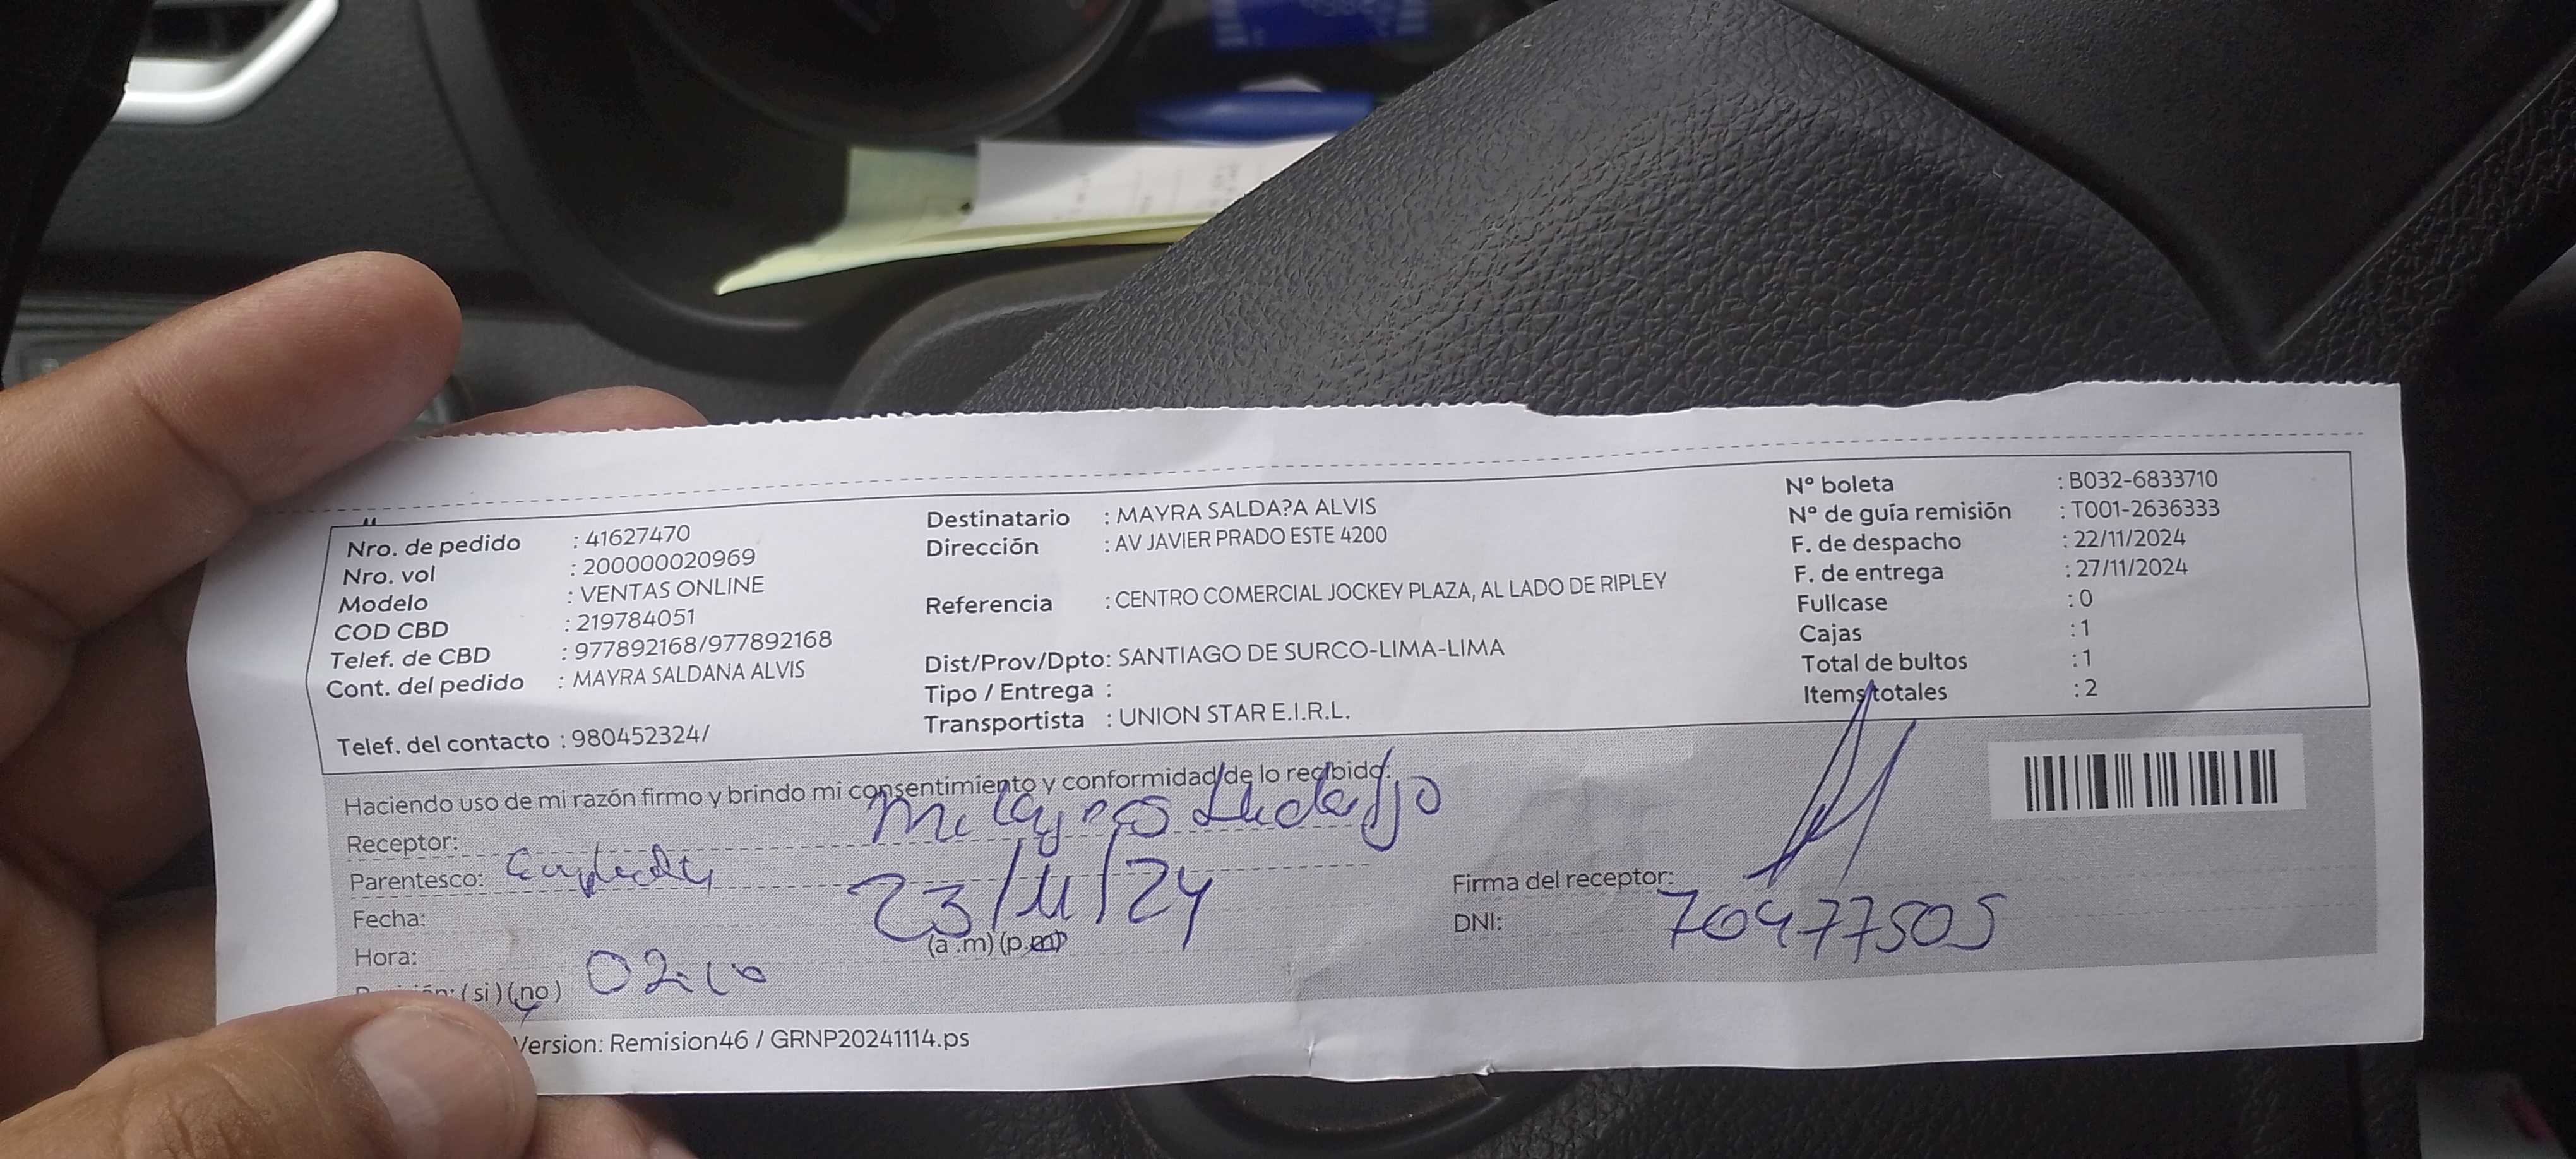 Nro. de pedido : 41627470
Nro. vol : 200000020969
Modelo : VENTAS ONLINE
COD CBD : 219784051
Telef. de CBD : 977892168/977892168
Cont. del pedido : MAYRA SALDANA ALVIS
Telef. del contacto : 980452324/
Destinatario : MAYRA SALDA?A ALVIS
Dirección : AV JAVIER PRADO ESTE 4200
Referencia : CENTRO COMERCIAL JOCKEY PLAZA, AL LADO DE RIPLEY
Dist/Prov/Dpto: SANTIAGO DE SURCO-LIMA-LIMA
Tipo / Entrega :
Transportista : UNION STAR E.I.R.L.
Nº boleta : B032-6833710
Nº de guía remisión : T001-2636333
F. de despacho : 22/11/2024
F. de entrega : 27/11/2024
Fullcase : 0
Cajas : 1
Total de bultos : 1
Items totales : 2
Haciendo uso de mi razón firmo y brindo mi consentimiento y conformidad de lo recibido.
Receptor: Milagros
Parentesco:
Fecha: 23/11/24
Hora: 02:10 (a.m) (p.m)
(si) (no)
Firma del receptor:
DNI: 70477505
Version: Remision46 / GRNP20241114.ps